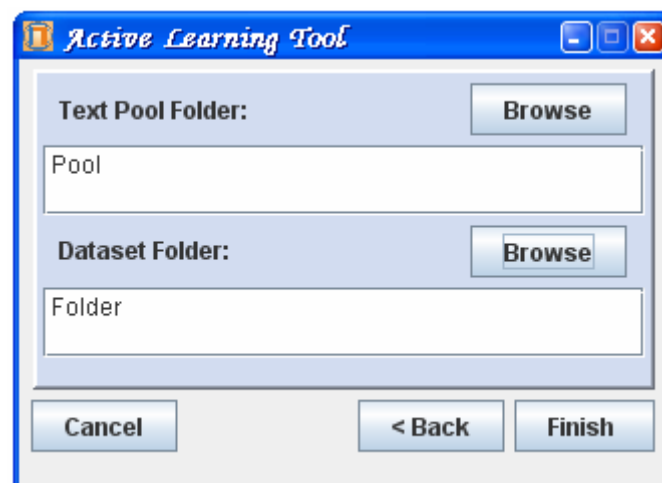 Active Learning Tool
Text Pool Folder: Browse
Pool
Dataset Folder: Browse
Folder
Cancel < Back Finish